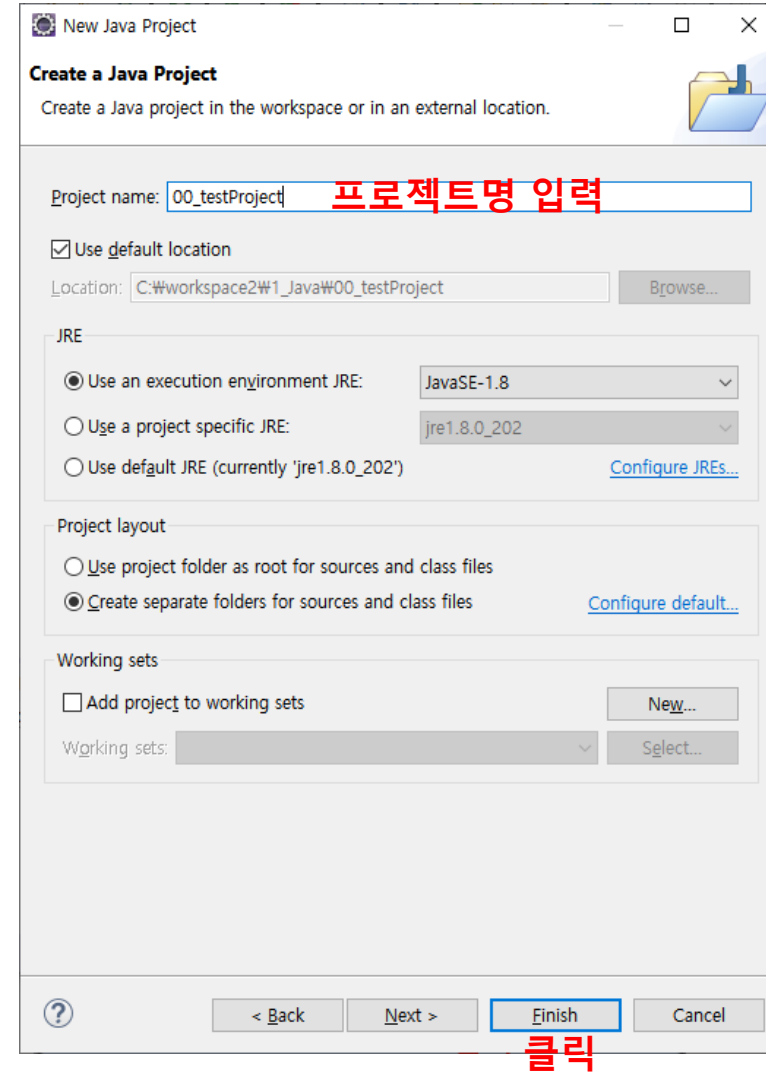 New Java Project
Create a Java Project
Create a Java project in the workspace or in an external location.
Project name: 00_testProject 프로젝트명 입력
Use default location
Location: C:₩workspace2₩1_Java₩00_testProject Browse...
JRE
Use an execution environment JRE: JavaSE-1.8
Use a project specific JRE: jre1.8.0_202
Use default JRE (currently 'jre1.8.0_202') Configure JREs...
Project layout
Use project folder as root for sources and class files
Create separate folders for sources and class files Configure default...
Working sets
Add project to working sets New...
Working sets: Select...
? < Back Next > Finish Cancel
클릭